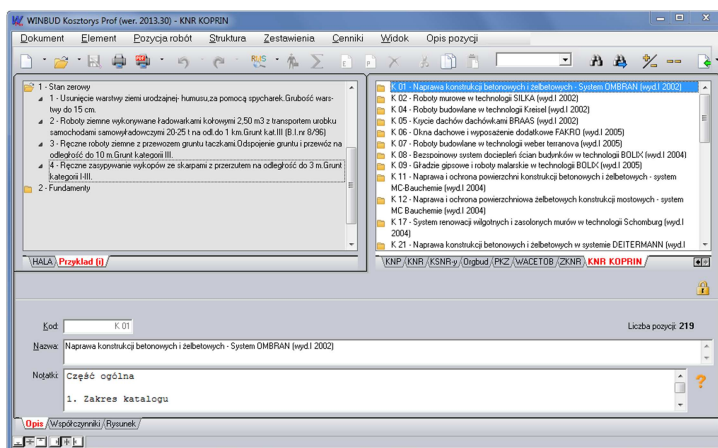 WINBUD Kosztorys Prof (wer. 2013.30) - KNR KOPRIN
Dokument Element Pozycja robót Struktura Zestawienia Cenniki Widok Opis pozycji
1 - Stan zerowy
1 - Usunięcie warstwy ziemi urodzajnej- humusu,za pomocą spycharek.Grubość wars-
twy do 15 cm.
2 - Roboty ziemne wykonywane ładowarkami kołowymi 2,50 m3 z transportem urobku
samochodami samowyładowczymi 20-25 t na odl.do 1 km.Grunt kat.III (B.I.nr 8/96)
3 - Ręczne roboty ziemne z przewozem gruntu taczkami.Odspojenie gruntu i przewóz na
odległość do 10 m.Grunt kategorii III.
4 - Ręczne zasypywanie wykopów ze skarpami z przerzutem na odległość do 3 m.Grunt
kategorii I-III.
2 - Fundamenty
HALA Przykład (i)
K 01 - Naprawa konstrukcji betonowych i żelbetowych - System OMBRAN (wyd.I 2002)
K 02 - Roboty murowe w technologii SILKA (wyd.I 2002)
K 04 - Roboty budowlane w technologii Kreisel (wyd.I 2002)
K 05 - Krycie dachów dachówkami BRAAS (wyd.I 2002)
K 06 - Okna dachowe i wyposażenie dodatkowe FAKRO (wyd.I 2005)
K 07 - Roboty budowlane w technologii weber terranova (wyd.I 2005)
K 08 - Bezspoinowy system dociepleń ścian budynków w technologii BOLIX (wyd.I 2004)
K 09 - Gładzie gipsowe i roboty malarskie w technologii BOLIX (wyd.I 2005)
K 11 - Naprawa i ochrona powierzchni konstrukcji betonowych i żelbetowych - system
MC-Bauchemie (wyd.I 2004)
K 12 - Naprawa i ochrona powierzchniowa żelbetowych konstrukcji mostowych - system
MC Bauchemie (wyd.I 2004)
K 17 - System renowacji wilgotnych i zasolonych murów w technologii Schomburg (wyd.I
2004)
K 21 - Naprawa konstrukcji betonowych i żelbetowych w systemie DEITERMANN (wyd.I
KNP KNR KSNR-y Orgbud PKZ WACETOB ZKNR KNR KOPRIN
Kod: K 01
Liczba pozycji: 219
Nazwa: Naprawa konstrukcji betonowych i żelbetowych - System OMBRAN (wyd.I 2002)
Notatki: Część ogólna
1. Zakres katalogu
Opis Współczynniki Rysunek